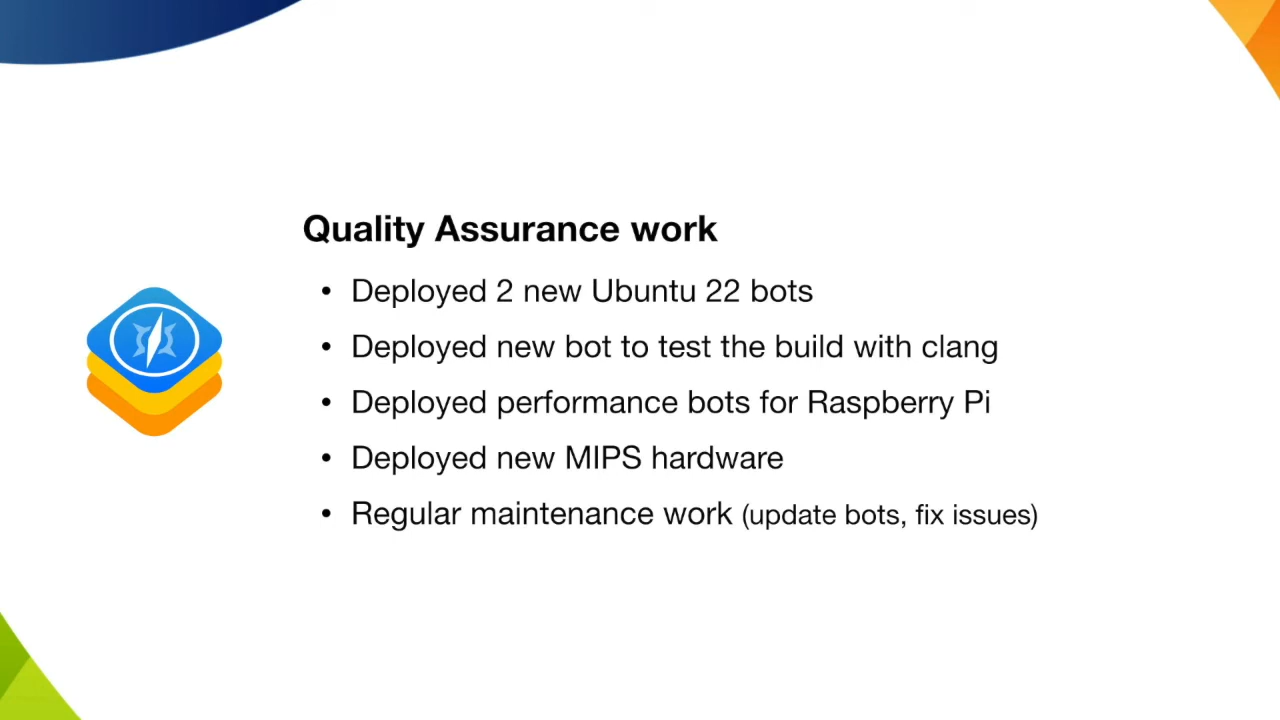 Quality Assurance work
• Deployed 2 new Ubuntu 22 bots
• Deployed new bot to test the build with clang
• Deployed performance bots for Raspberry Pi
• Deployed new MIPS hardware
• Regular maintenance work (update bots, fix issues)